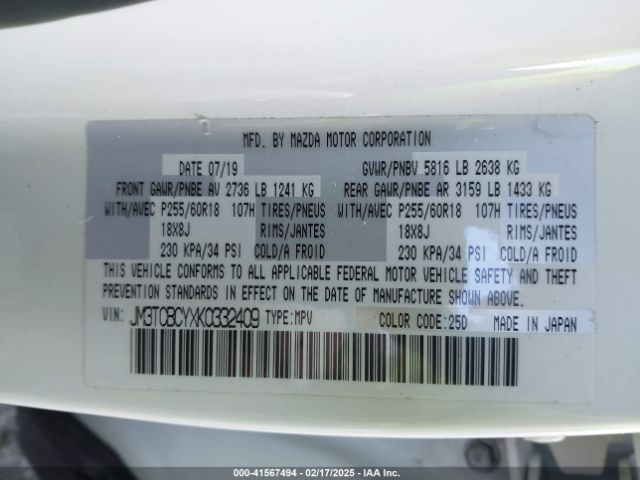 MFD. BY MAZDA MOTOR CORPORATION
DATE 07/19 GVWR/PNBV 5816 LB 2638 KG
FRONT GAWR/PNBE AV 2736 LB 1241 KG REAR GAWR/PNBE AR 3159 LB 1433 KG
WITH/AVEC P255/60R18 107H TIRES/PNEUS WITH/AVEC P255/60R18 107H TIRES/PNEUS
18X8J RIMS/JANTES 18X8J RIMS/JANTES
230 KPA/34 PSI COLD/A FROID 230 KPA/34 PSI COLD/A FROID
THIS VEHICLE CONFORMS TO ALL APPLICABLE FEDERAL MOTOR VEHICLE SAFETY AND THEFT
PREVENTION STANDARDS IN EFFECT ON THE DATE OF MANUFACTURE SHOWN ABOVE.
VIN: JM3TCBCYXK0332409 TYPE:MPV COLOR CODE:25D MADE IN JAPAN
00-41567494 - 02/17/2025 - IAA Inc.